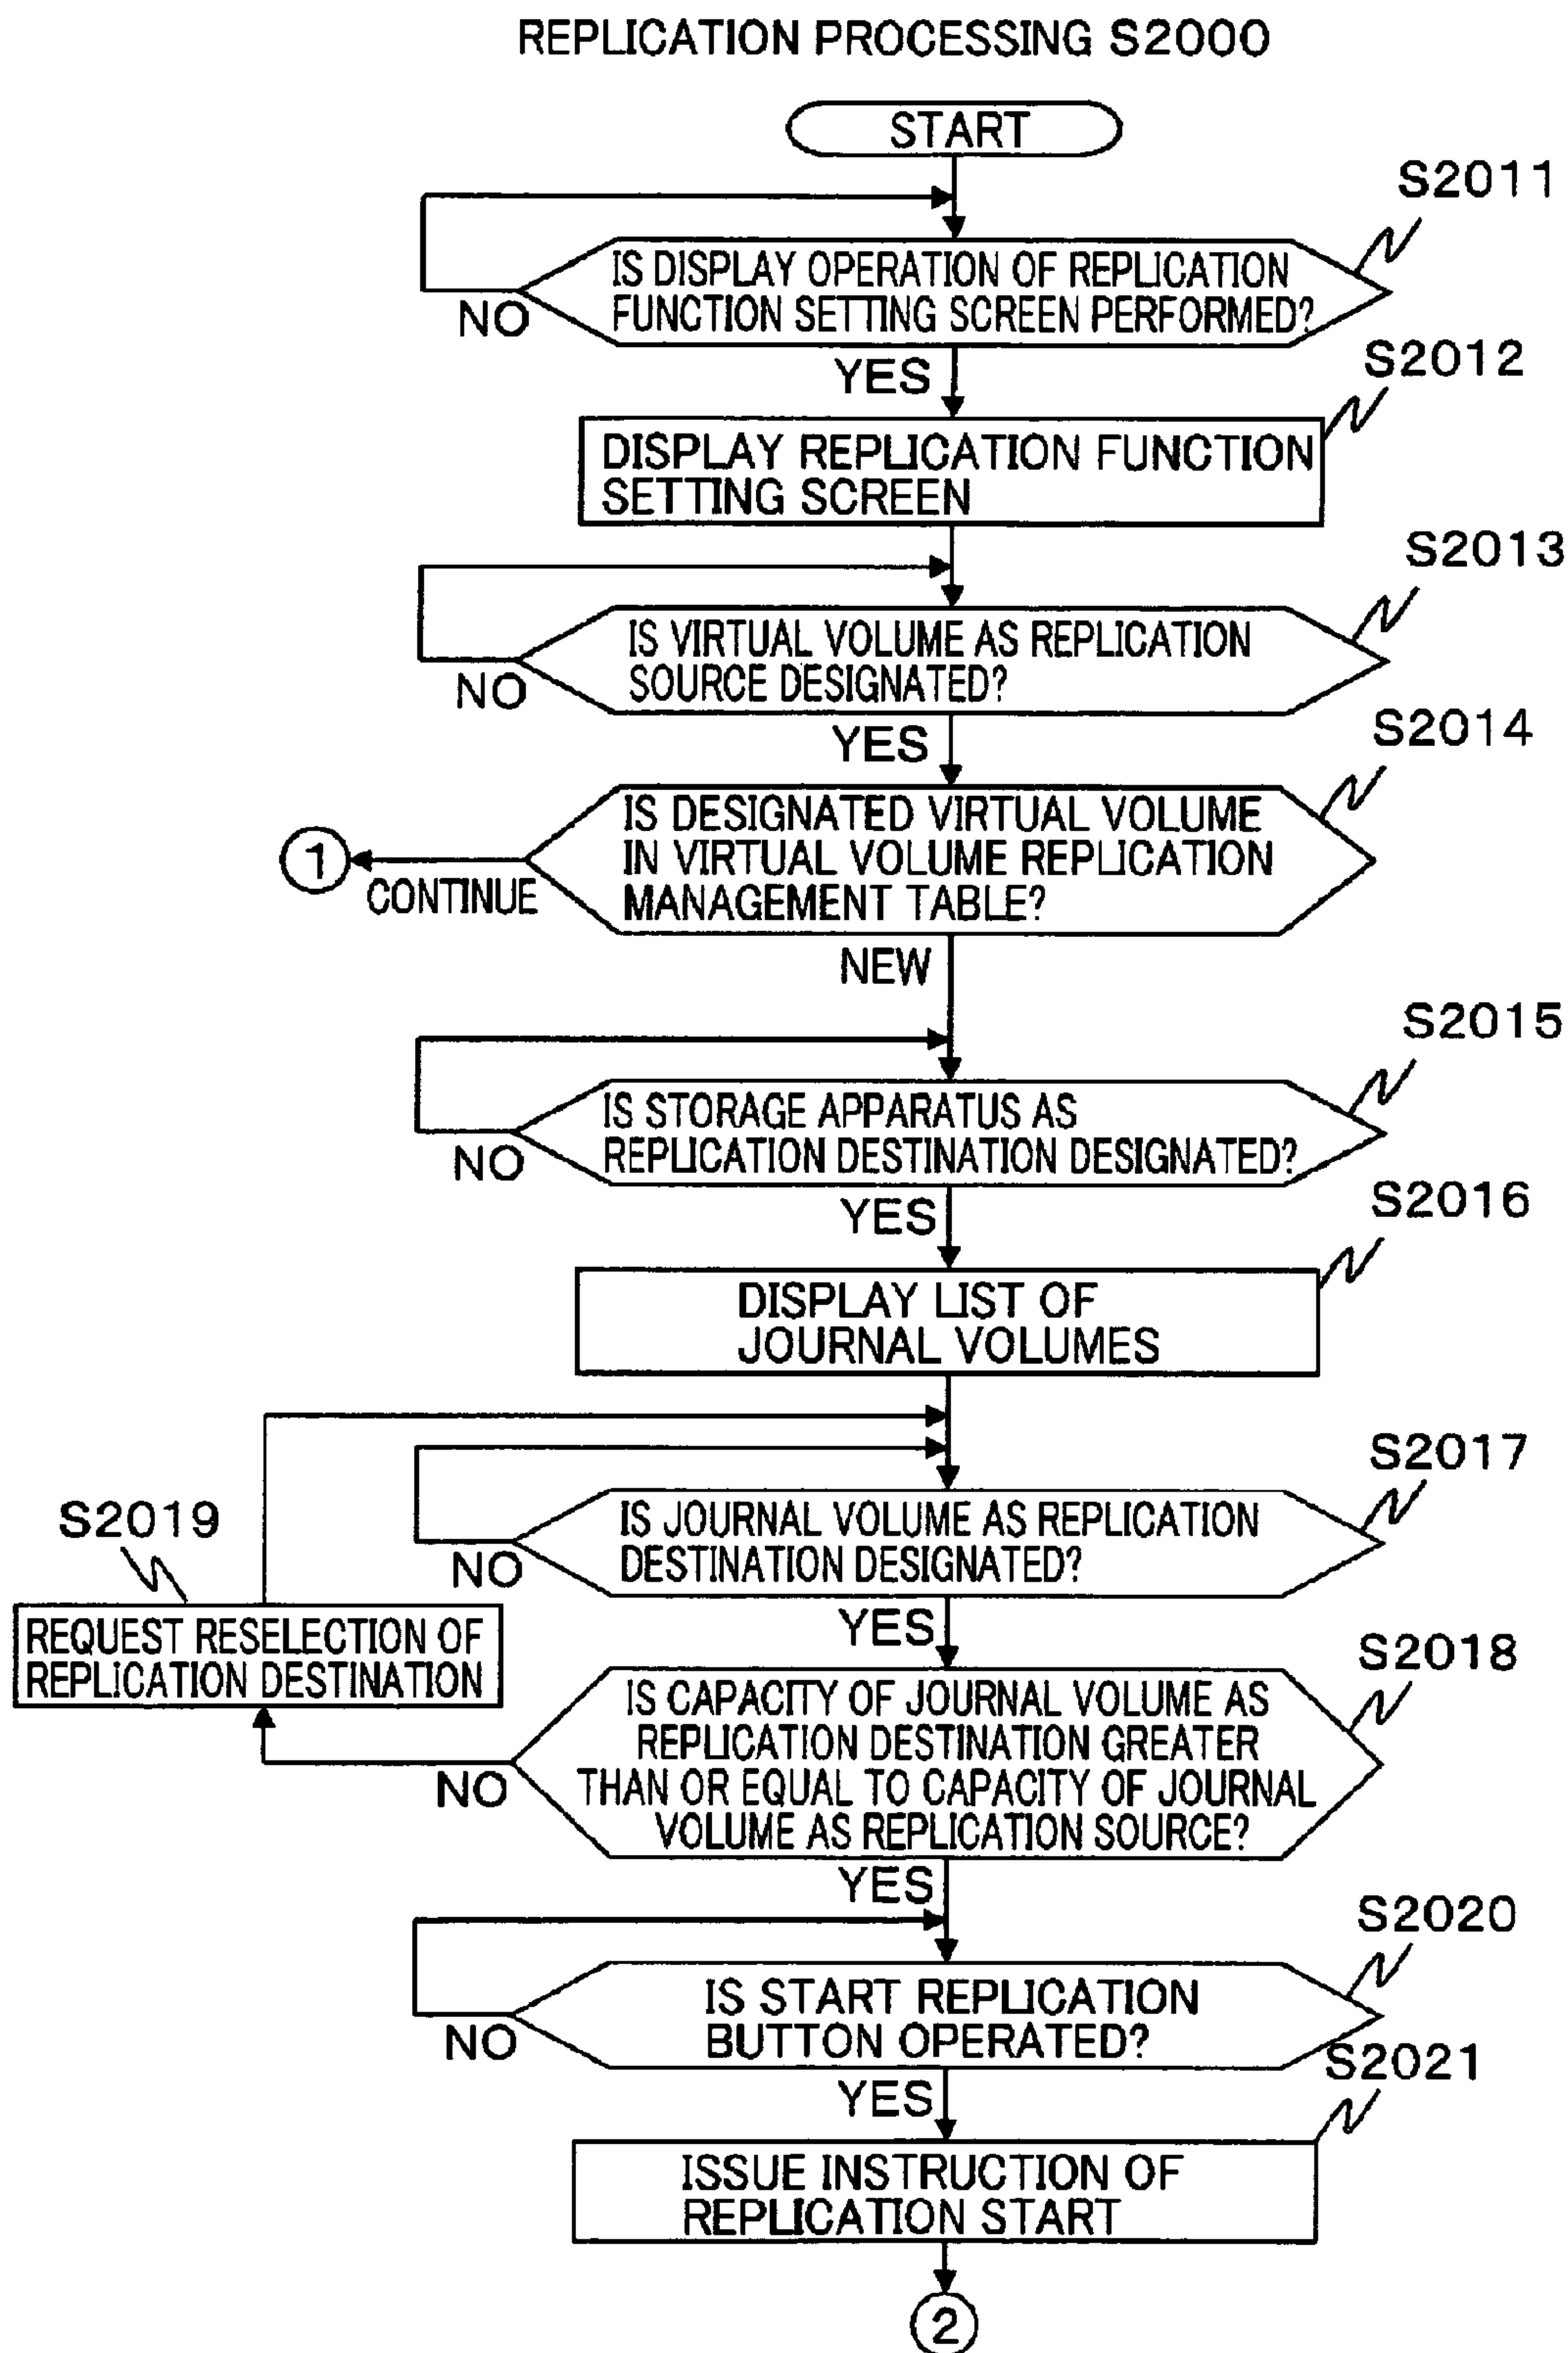 REPLICATION PROCESSING S2000
START
S2011
IS DISPLAY OPERATION OF REPLICATION
FUNCTION SETTING SCREEN PERFORMED?
NO
YES
S2012
DISPLAY REPLICATION FUNCTION
SETTING SCREEN
S2013
IS VIRTUAL VOLUME AS REPLICATION
SOURCE DESIGNATED?
NO
YES
S2014
IS DESIGNATED VIRTUAL VOLUME
IN VIRTUAL VOLUME REPLICATION
MANAGEMENT TABLE?
1
CONTINUE
NEW
S2015
IS STORAGE APPARATUS AS
REPLICATION DESTINATION DESIGNATED?
NO
YES
S2016
DISPLAY LIST OF
JOURNAL VOLUMES
S2017
IS JOURNAL VOLUME AS REPLICATION
DESTINATION DESIGNATED?
NO
S2019
REQUEST RESELECTION OF
REPLICATION DESTINATION
YES
S2018
IS CAPACITY OF JOURNAL VOLUME AS
REPLICATION DESTINATION GREATER
THAN OR EQUAL TO CAPACITY OF JOURNAL
VOLUME AS REPLICATION SOURCE?
NO
YES
S2020
IS START REPLICATION
BUTTON OPERATED?
NO
YES
S2021
ISSUE INSTRUCTION OF
REPLICATION START
2